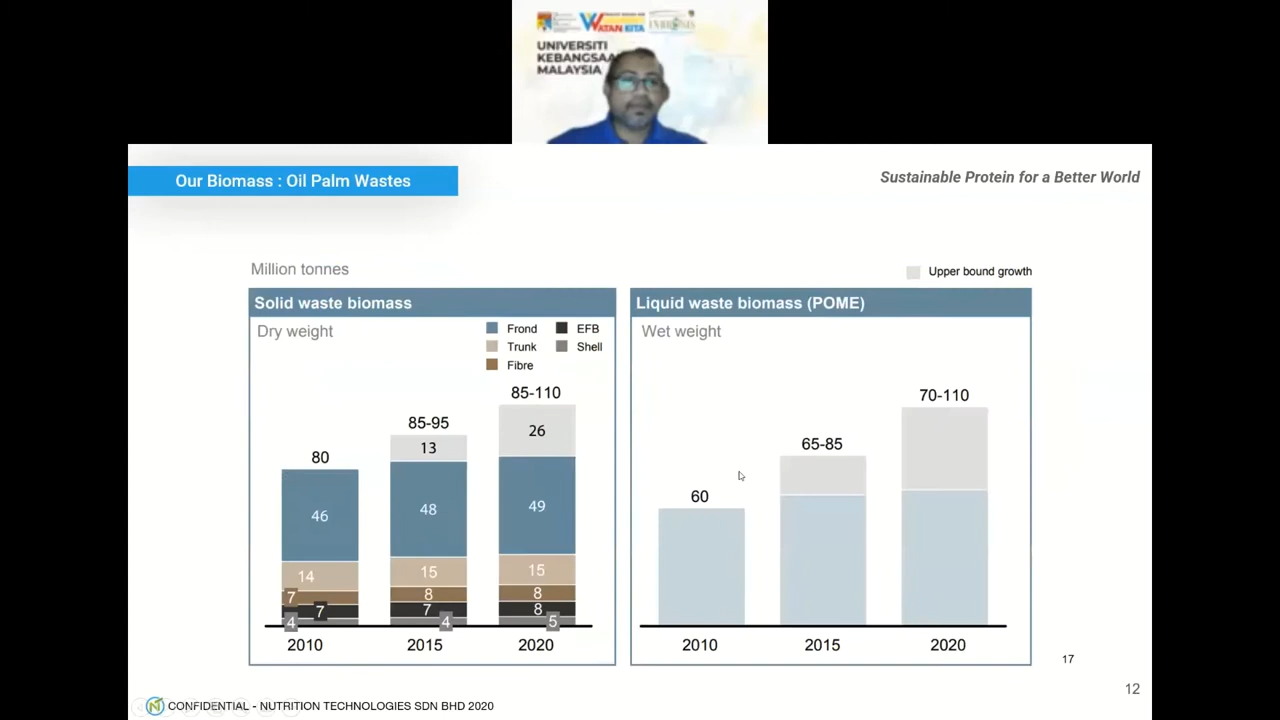 WATAN KITA
UNIVERSITI
KEBANGSAA
MALAYSIA
Our Biomass : Oil Palm Wastes
Sustainable Protein for a Better World
Million tonnes
Upper bound growth
Solid waste biomass
Dry weight
Frond
EFB
Trunk
Shell
Fibre
80
85-95
85-110
13
26
46
48
49
14
15
15
7
8
8
7
7
8
4
4
5
2010
2015
2020
Liquid waste biomass (POME)
Wet weight
60
65-85
70-110
2010
2015
2020
17
12
CONFIDENTIAL - NUTRITION TECHNOLOGIES SDN BHD 2020